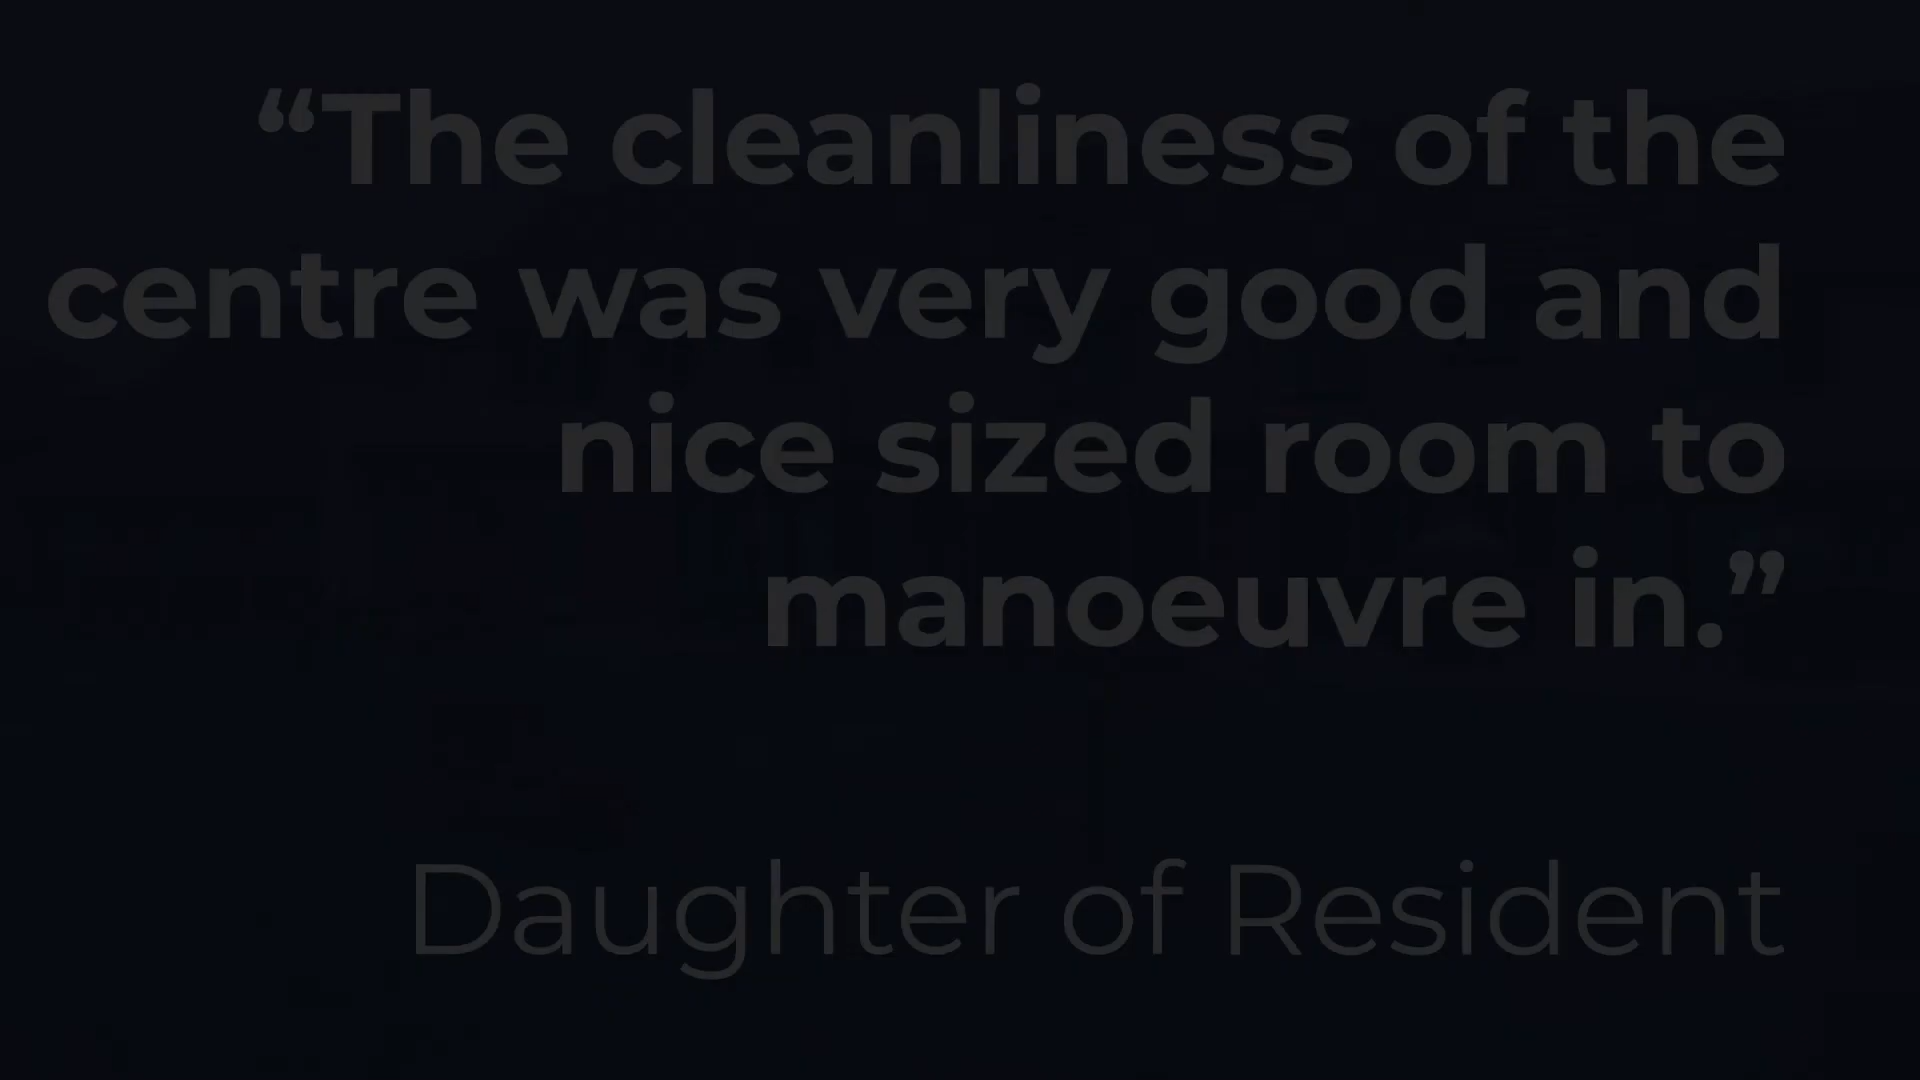 “The cleanliness of the
centre was very good and
nice sized room to
manoeuvre in.”
Daughter of Resident